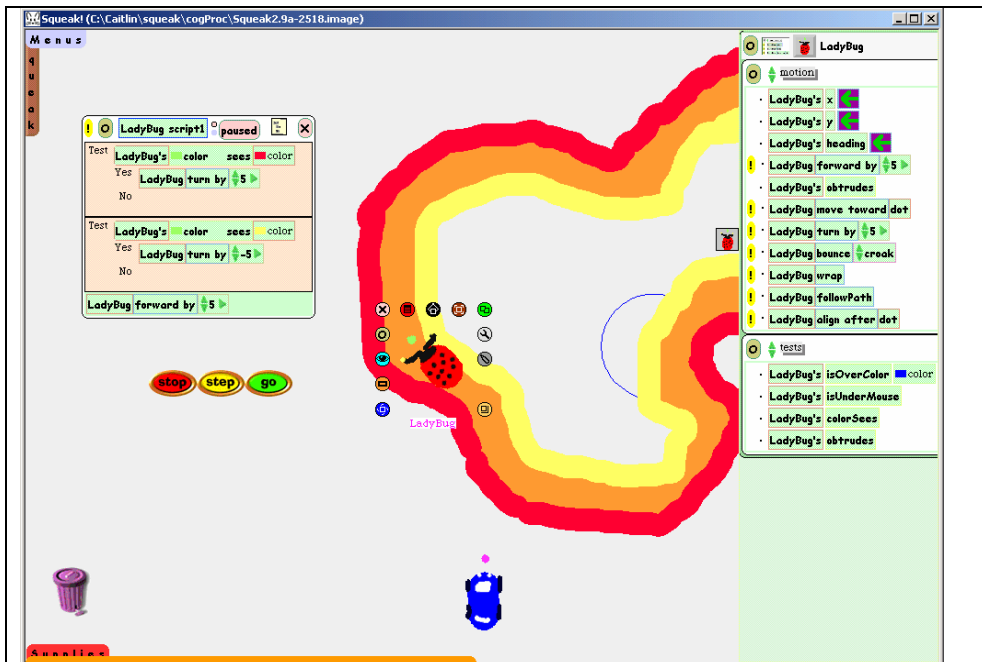 Squeak! (C:\Caitlin\squeak\cogProc\Squeak2.9a-2518.image)
Menus
queak
! O LadyBug script1 paused X
Test LadyBug's color sees color
Yes LadyBug turn by 5
No
Test LadyBug's color sees color
Yes LadyBug turn by -5
No
LadyBug forward by 5
stop step go
LadyBug
LadyBug
motion
LadyBug's x
LadyBug's y
LadyBug's heading
! LadyBug forward by 5
LadyBug's obtrudes
! LadyBug move toward dot
! LadyBug turn by 5
! LadyBug bounce croak
! LadyBug wrap
! LadyBug followPath
! LadyBug align after dot
tests
LadyBug's isOverColor color
LadyBug's isUnderMouse
LadyBug's colorSees
LadyBug's obtrudes
Supplies